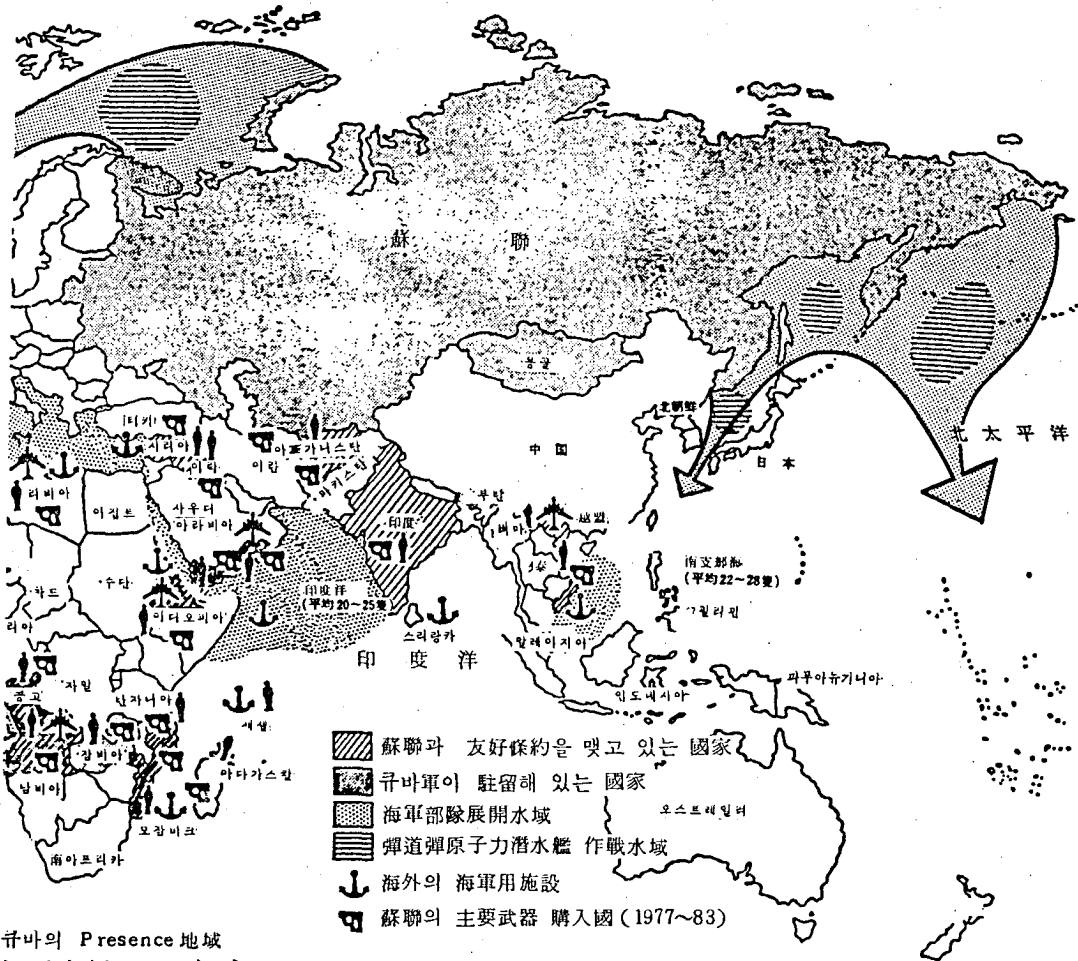 蘇聯
몽골
北朝鮮
中国
日本
北太平洋
터키
시리아
이락
이란
아프가니스탄
파키스탄
리비아
이집트
사우디
아라비아
印度
부탄
越盟
泰
챠드
수단
이디오피아
印度洋
(平均20~25隻)
南支那海
(平均22~28隻)
필리핀
스리랑카
말레이지아
印度洋
콩고
자일
탄자니아
잠비아
세셀
인도네시아
파푸아뉴기니아
남비아
마다가스칼
모잠비크
南아프리카
오스트레일러
蘇聯과 友好條約을 맺고 있는 國家
큐바軍이 駐留해 있는 國家
海軍部隊展開水域
彈道彈原子力潛水艦 作戰水域
海外의 海軍用施設
蘇聯의 主要武器 購入國(1977~83)
큐바의 Presence 地域